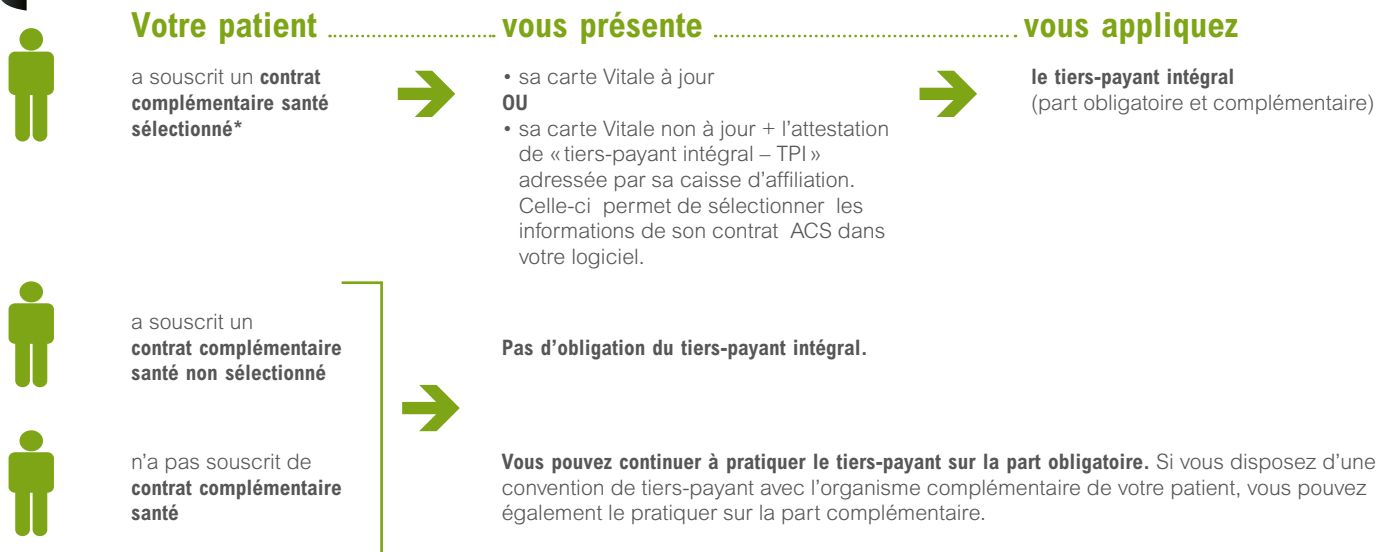 Votre patient ........ vous présente ........ vous appliquez
a souscrit un contrat
complémentaire santé
sélectionné*
• sa carte Vitale à jour
OU
• sa carte Vitale non à jour + l'attestation
de «tiers-payant intégral – TPI»
adressée par sa caisse d'affiliation.
Celle-ci permet de sélectionner les
informations de son contrat ACS dans
votre logiciel.
le tiers-payant intégral
(part obligatoire et complémentaire)
a souscrit un
contrat complémentaire
santé non sélectionné
Pas d'obligation du tiers-payant intégral.
n'a pas souscrit de
contrat complémentaire
santé
Vous pouvez continuer à pratiquer le tiers-payant sur la part obligatoire. Si vous disposez d'une
convention de tiers-payant avec l'organisme complémentaire de votre patient, vous pouvez
également le pratiquer sur la part complémentaire.